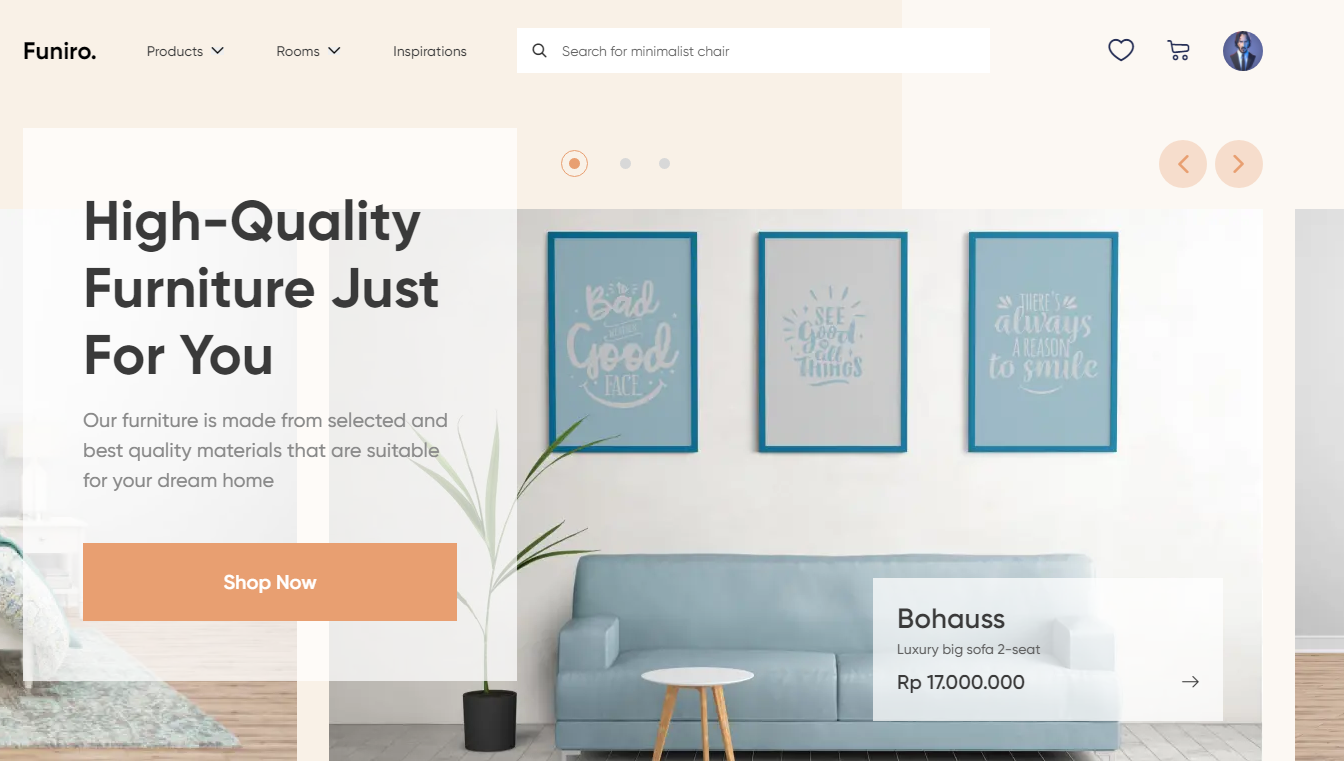 Funiro.
Products
Rooms
Inspirations
Search for minimalist chair
High-Quality
Furniture Just
For You
Our furniture is made from selected and
best quality materials that are suitable
for your dream home
Shop Now
Bad
Good
FACE
SEE
Good
all
THINGS
THERE'S
always
A REASON
to smile
Bohauss
Luxury big sofa 2-seat
Rp 17.000.000